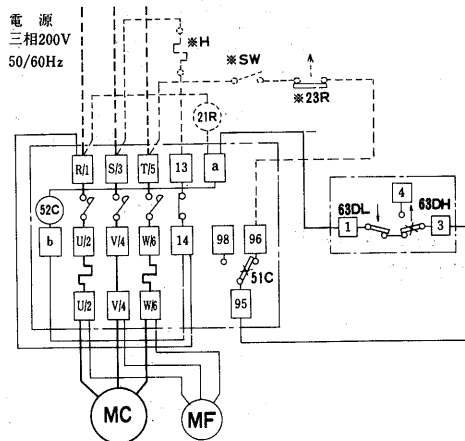 電 源
三相200V
50/60Hz
※H
※SW
※23R
21R
R/1
S/3
T/5
13
a
52C
b
U/2
V/4
W/6
14
98
96
51C
95
U/2
V/4
W/6
63DL
4
63DH
1
3
MC
MF